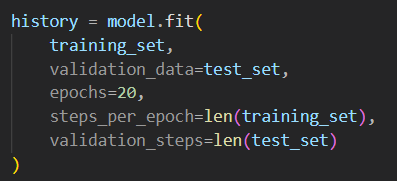 history = model.fit(
    training_set,
    validation_data=test_set,
    epochs=20,
    steps_per_epoch=len(training_set),
    validation_steps=len(test_set)
)